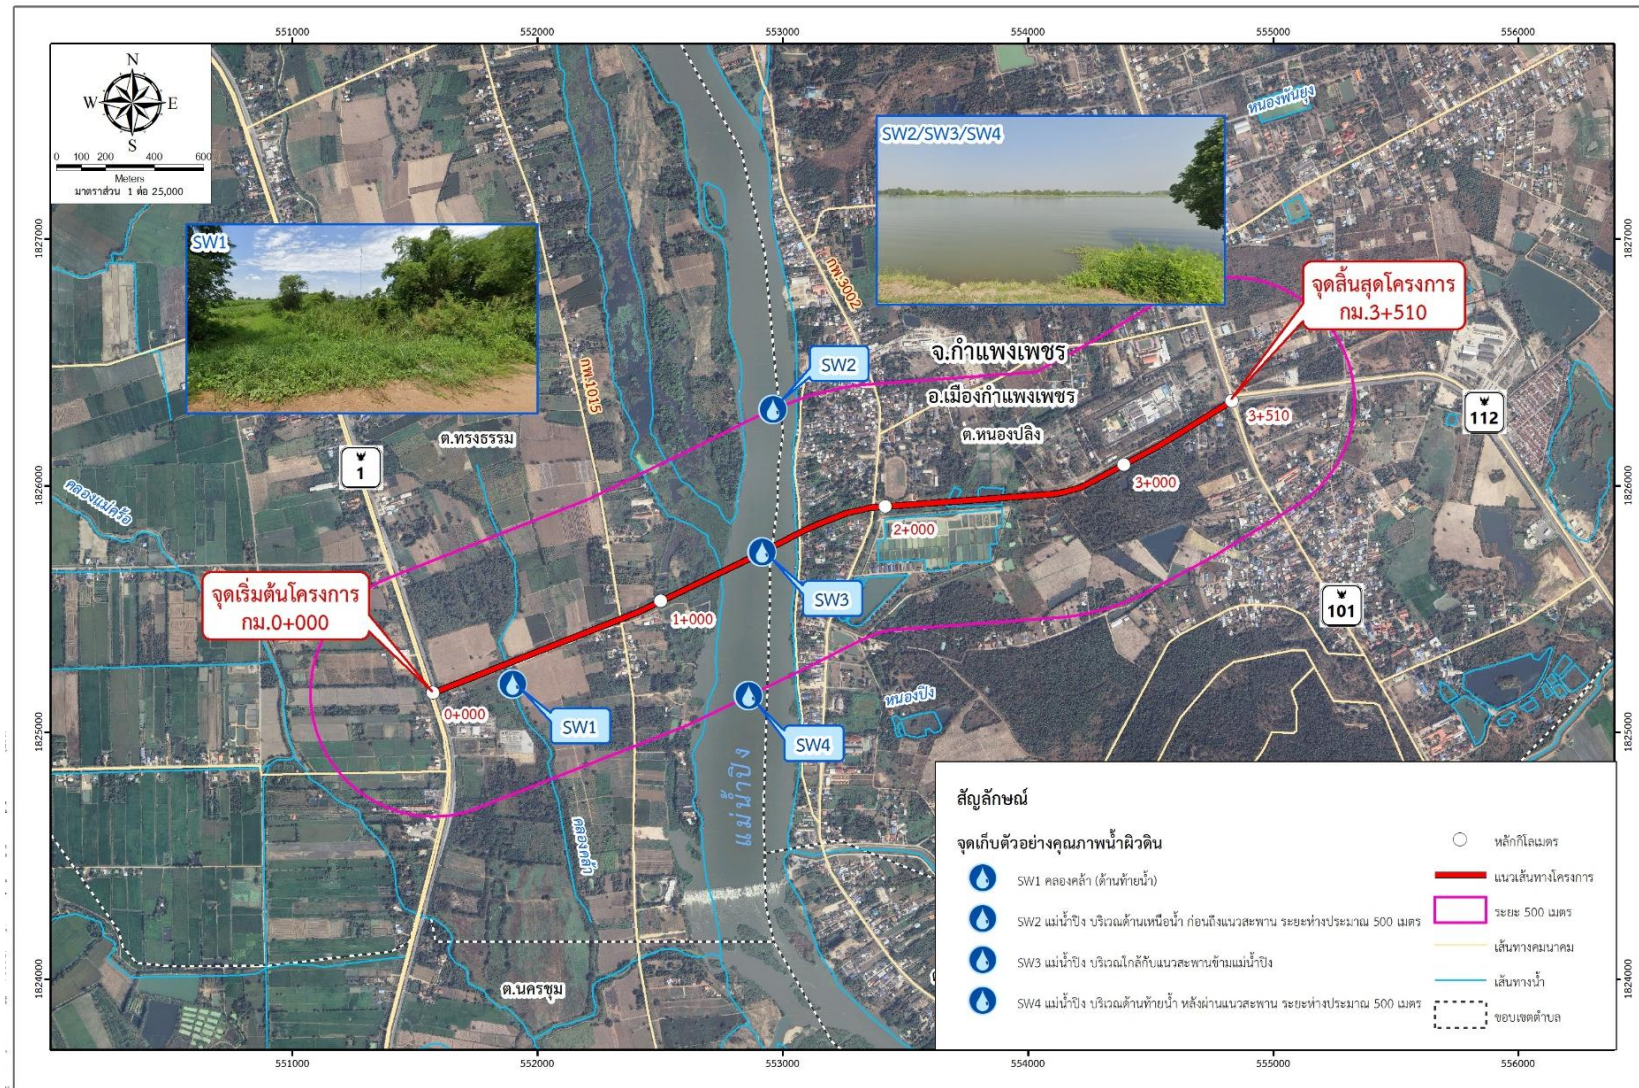 551000 552000 553000 554000 555000 556000
N
W E
S
0 100 200 400 600
Meters
มาตราส่วน 1 ต่อ 25,000
SW1
SW2/SW3/SW4
หนองพันยุง
1827000
1827000
กพ.3002
จุดสิ้นสุดโครงการ
กม.3+510
จ.กำแพงเพชร
SW2
อ.เมืองกำแพงเพชร
กพ.1015
3+510
112
ต.ทรงธรรม
ต.หนองปลิง
1
3+000
1826000
1826000
คลองแม่คร้อ
2+000
จุดเริ่มต้นโครงการ
กม.0+000
SW3
101
1+000
0+000
SW1
หนองปิง
SW4
1825000
1825000
แม่น้ำปิง
คลองคล้า
ต.นครชุม
1824000
1824000
สัญลักษณ์
จุดเก็บตัวอย่างคุณภาพน้ำผิวดิน
SW1 คลองคล้า (ด้านท้ายน้ำ)
SW2 แม่น้ำปิง บริเวณด้านเหนือน้ำ ก่อนถึงแนวสะพาน ระยะห่างประมาณ 500 เมตร
SW3 แม่น้ำปิง บริเวณใกล้กับแนวสะพานข้ามแม่น้ำปิง
SW4 แม่น้ำปิง บริเวณด้านท้ายน้ำ หลังผ่านแนวสะพาน ระยะห่างประมาณ 500 เมตร
หลักกิโลเมตร
แนวเส้นทางโครงการ
ระยะ 500 เมตร
เส้นทางคมนาคม
เส้นทางน้ำ
ขอบเขตตำบล
551000 552000 553000 554000 555000 556000